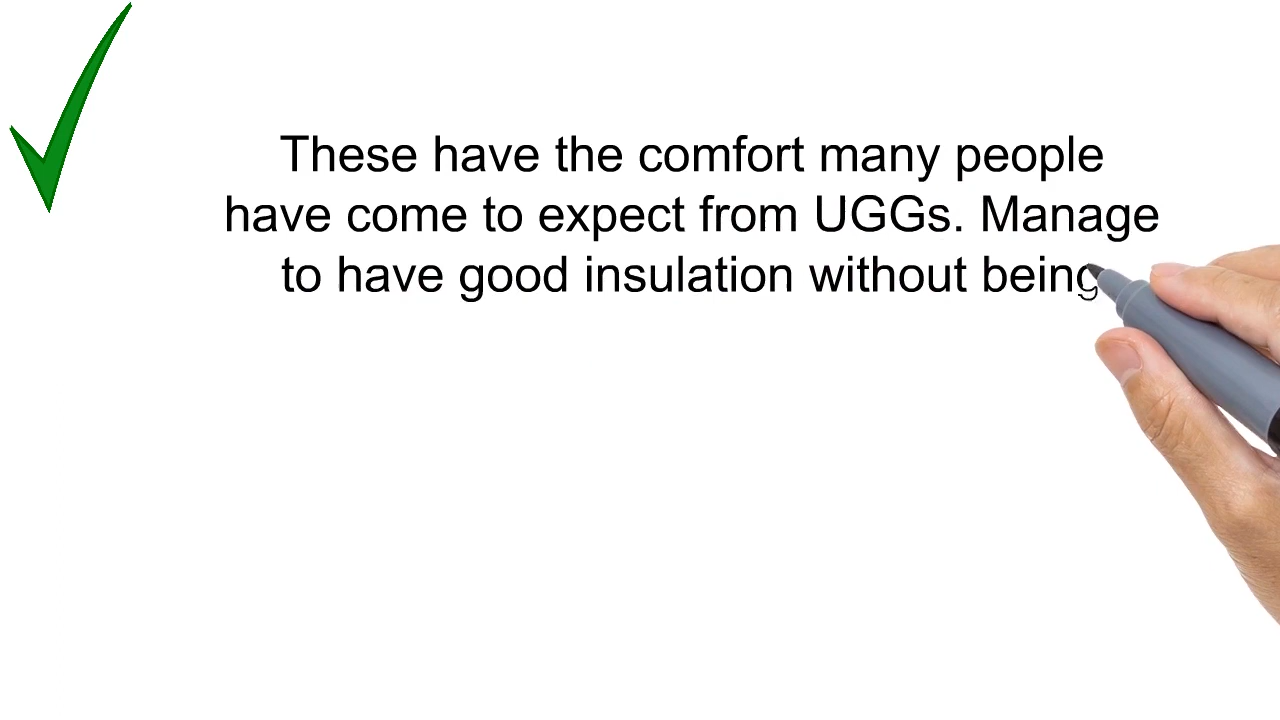 These have the comfort many people
have come to expect from UGGs. Manage
to have good insulation without being